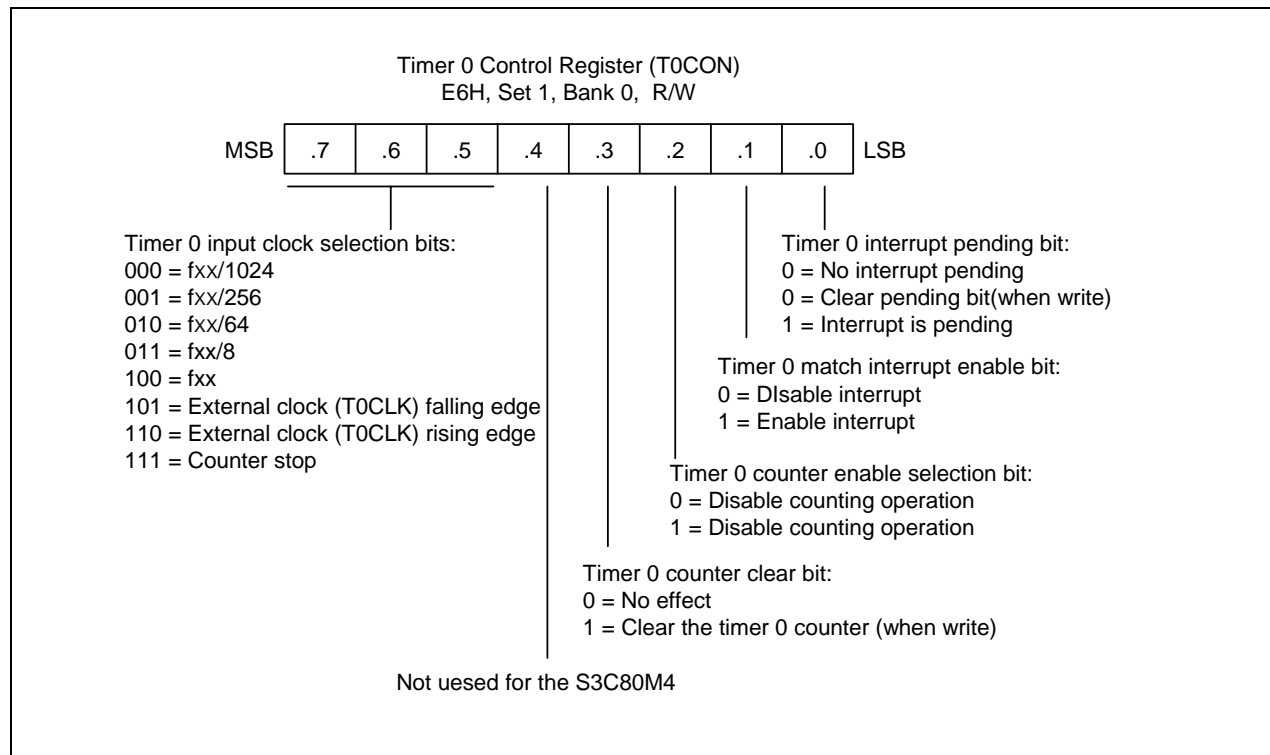 Timer 0 Control Register (T0CON)
E6H, Set 1, Bank 0, R/W
MSB .7 .6 .5 .4 .3 .2 .1 .0 LSB
Timer 0 input clock selection bits:
000 = fxx/1024
001 = fxx/256
010 = fxx/64
011 = fxx/8
100 = fxx
101 = External clock (T0CLK) falling edge
110 = External clock (T0CLK) rising edge
111 = Counter stop
Timer 0 interrupt pending bit:
0 = No interrupt pending
0 = Clear pending bit(when write)
1 = Interrupt is pending
Timer 0 match interrupt enable bit:
0 = DIsable interrupt
1 = Enable interrupt
Timer 0 counter enable selection bit:
0 = Disable counting operation
1 = Disable counting operation
Timer 0 counter clear bit:
0 = No effect
1 = Clear the timer 0 counter (when write)
Not uesed for the S3C80M4